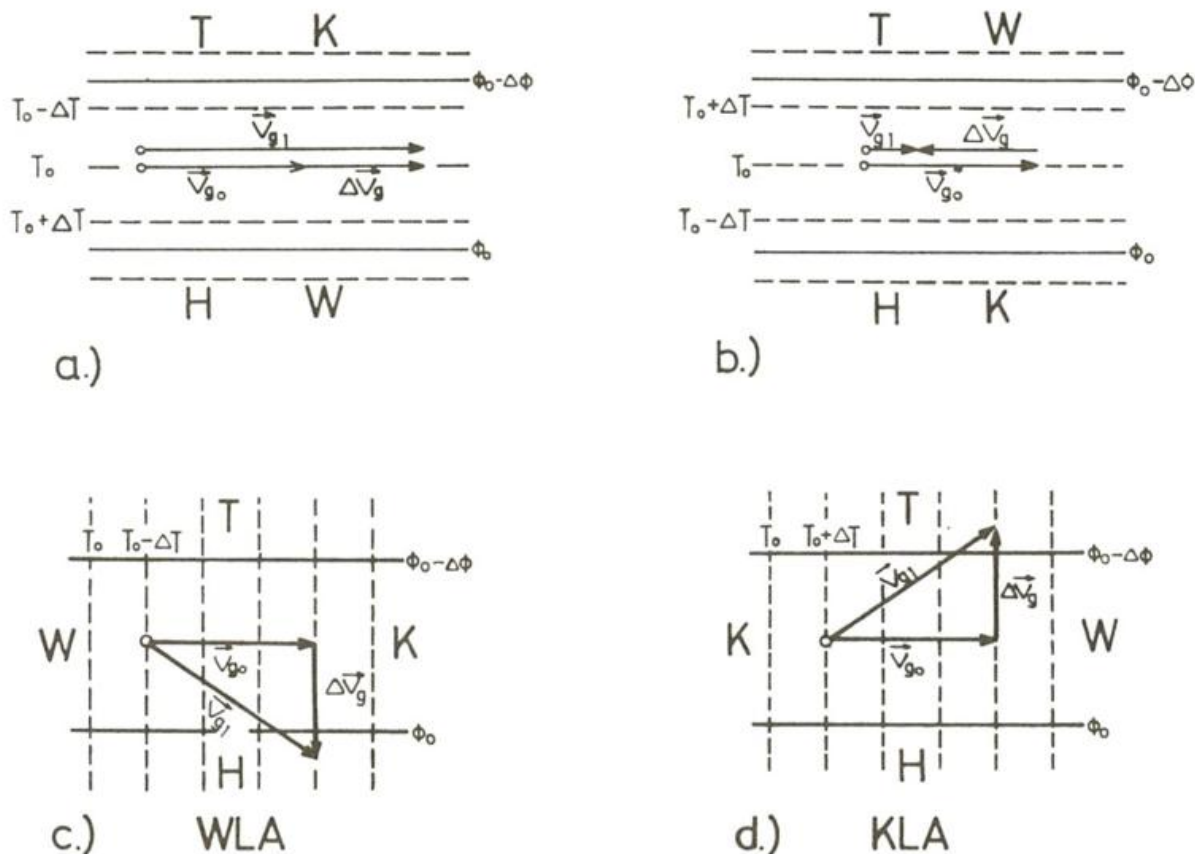 T K
Φ₀-ΔΦ
T₀-ΔT
V⃗g₁
T₀
V⃗g₀ ΔV⃗g
T₀+ΔT
Φ₀
H W
a.)
T W
Φ₀-ΔΦ
T₀+ΔT
V⃗g₁ ΔV⃗g
T₀
V⃗g₀
T₀-ΔT
Φ₀
H K
b.)
T
T₀ T₀-ΔT
Φ₀-ΔΦ
W K
V⃗g₀
ΔV⃗g
V⃗g₁
Φ₀
H
c.) WLA
T
T₀ T₀+ΔT
Φ₀-ΔΦ
V⃗g₁
ΔV⃗g
K W
V⃗g₀
Φ₀
H
d.) KLA